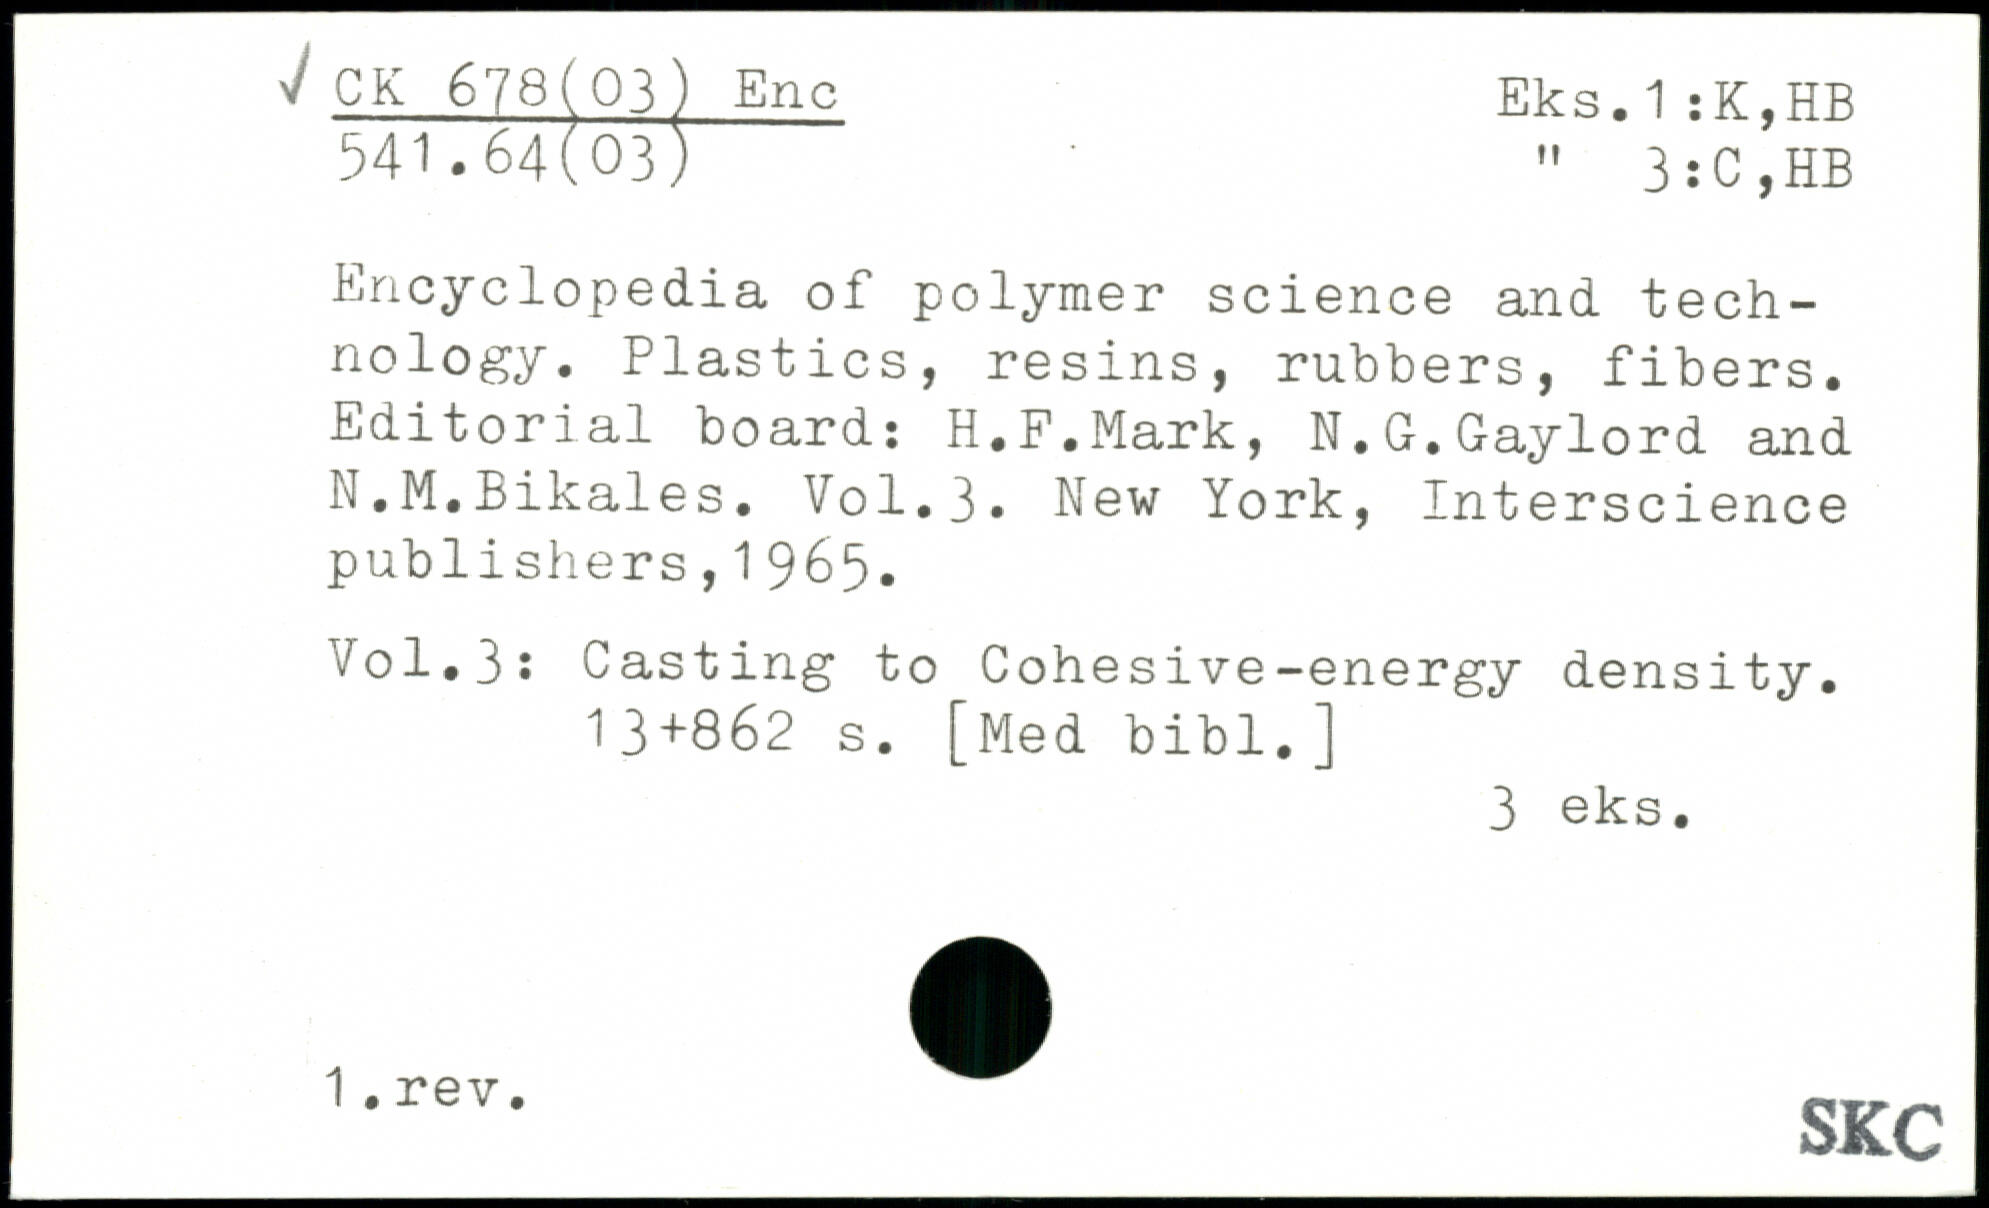 ✓ CK 678(03) Enc
541.64(03)
Eks.1:K,HB
" 3:C,HB
Encyclopedia of polymer science and tech-
nology. Plastics, resins, rubbers, fibers.
Editorial board: H.F.Mark, N.G.Gaylord and
N.M.Bikales. Vol.3. New York, Interscience
publishers,1965.
Vol.3: Casting to Cohesive-energy density.
13+862 s. [Med bibl.]
3 eks.
1.rev.
SKC